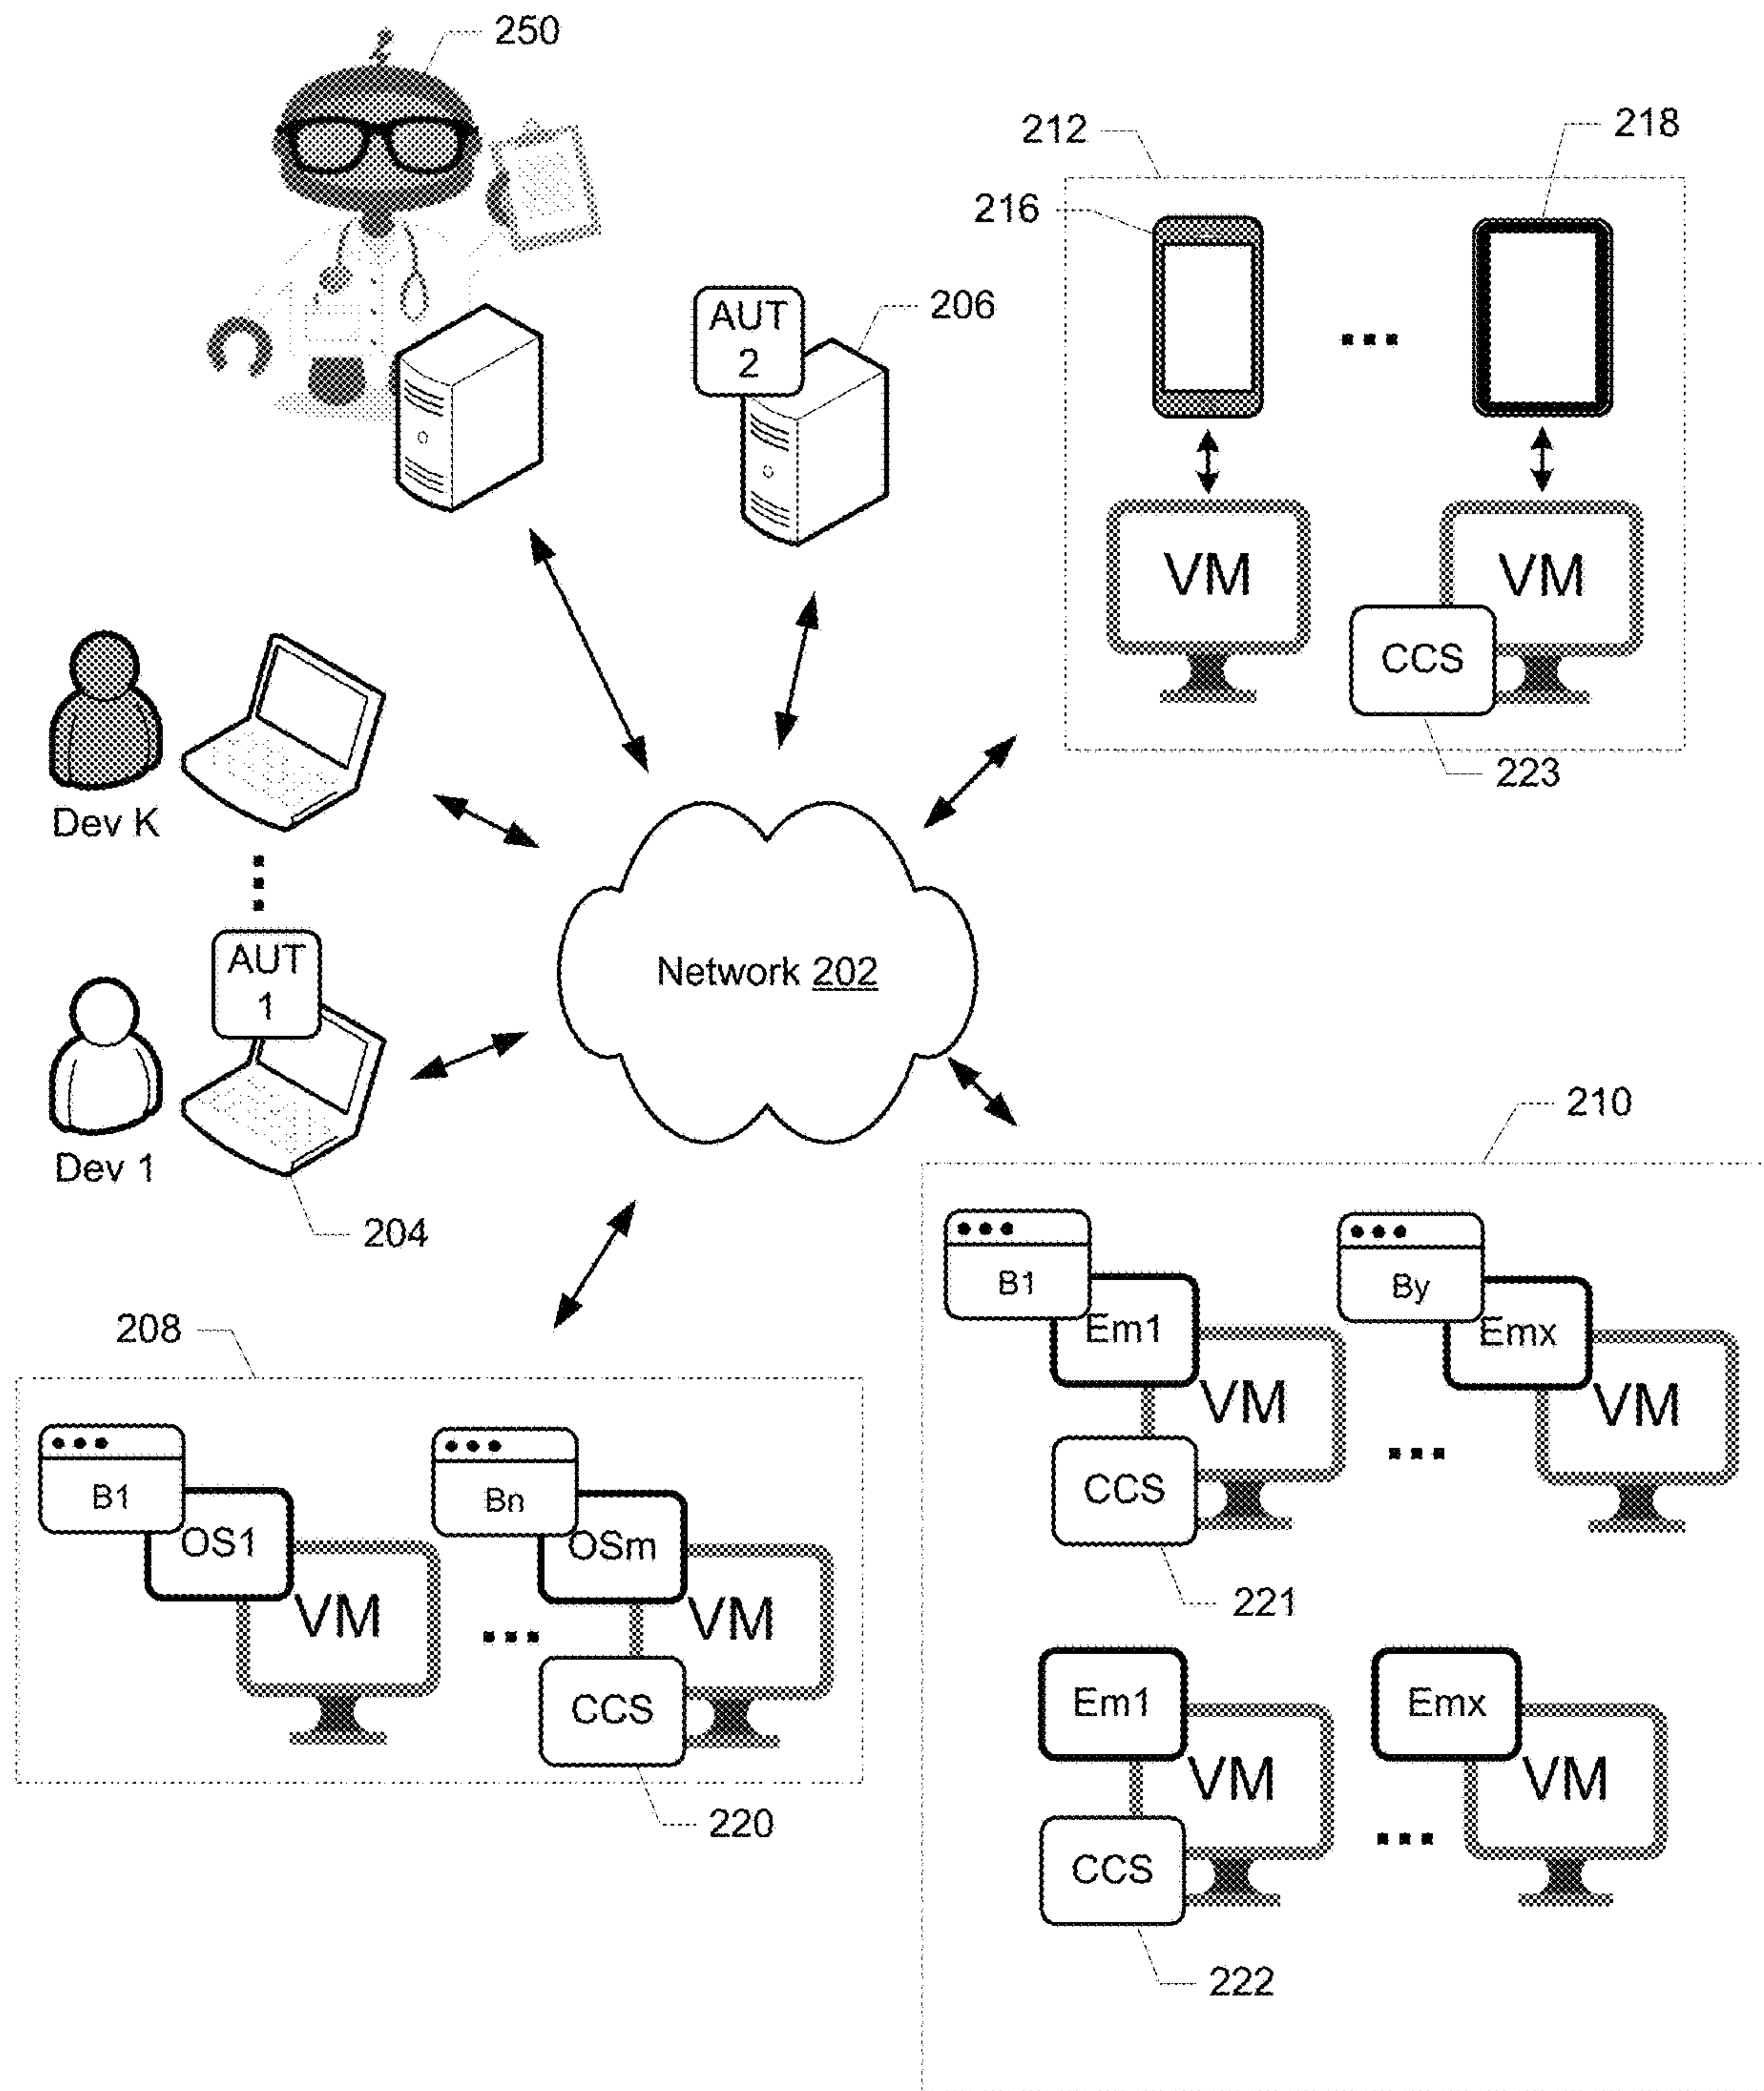 250
212
218
216
AUT
2
206
VM
VM
CCS
223
Dev K
AUT
1
Network 202
Dev 1
204
210
B1
Em1
VM
By
Emx
VM
CCS
221
208
B1
OS1
VM
Bn
OSm
VM
CCS
220
Em1
VM
Emx
VM
CCS
222